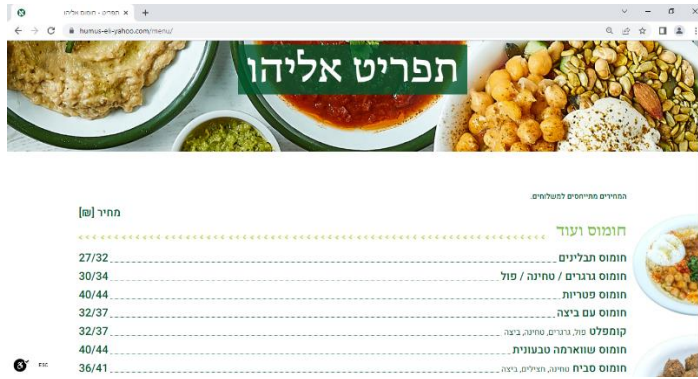 תפריט - חומוס אליהו
humus-eli-yahoo.com/menu/
תפריט אליהו
המחירים מתייחסים למשלוחים.
מחיר [₪]
חומוס ועוד
חומוס תבלינים 27/32
חומוס גרגרים / טחינה / פול 30/34
חומוס פטריות 40/44
חומוס עם ביצה 32/37
קומפלט פול, גרגרים, טחינה, ביצה 32/37
חומוס שווארמה טבעונית 40/44
חומוס סביח טחינה, חצילים, ביצה 36/41
ESC